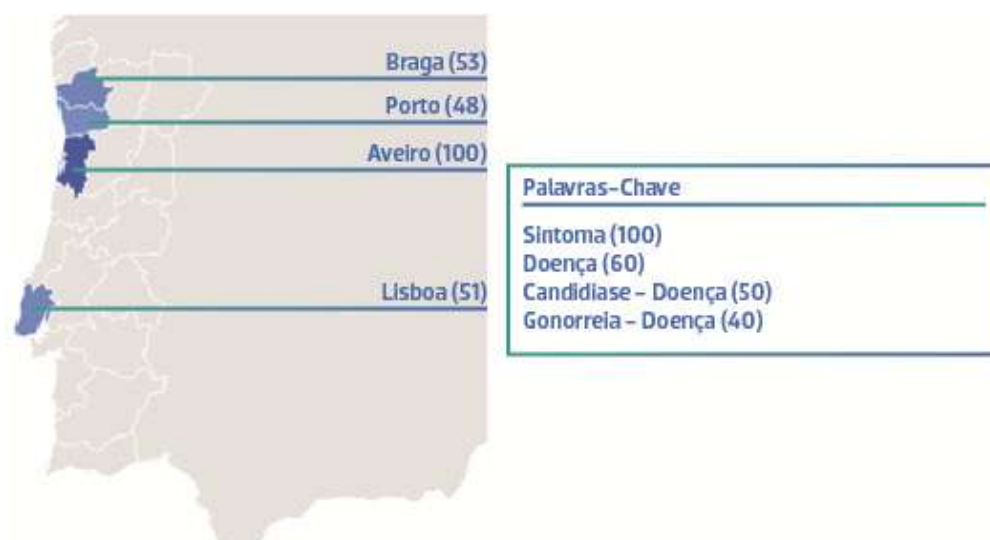 Braga (53)
Porto (48)
Aveiro (100)
Lisboa (51)
Palavras-Chave
Sintoma (100)
Doença (60)
Candidiase - Doença (50)
Gonorreia - Doença (40)